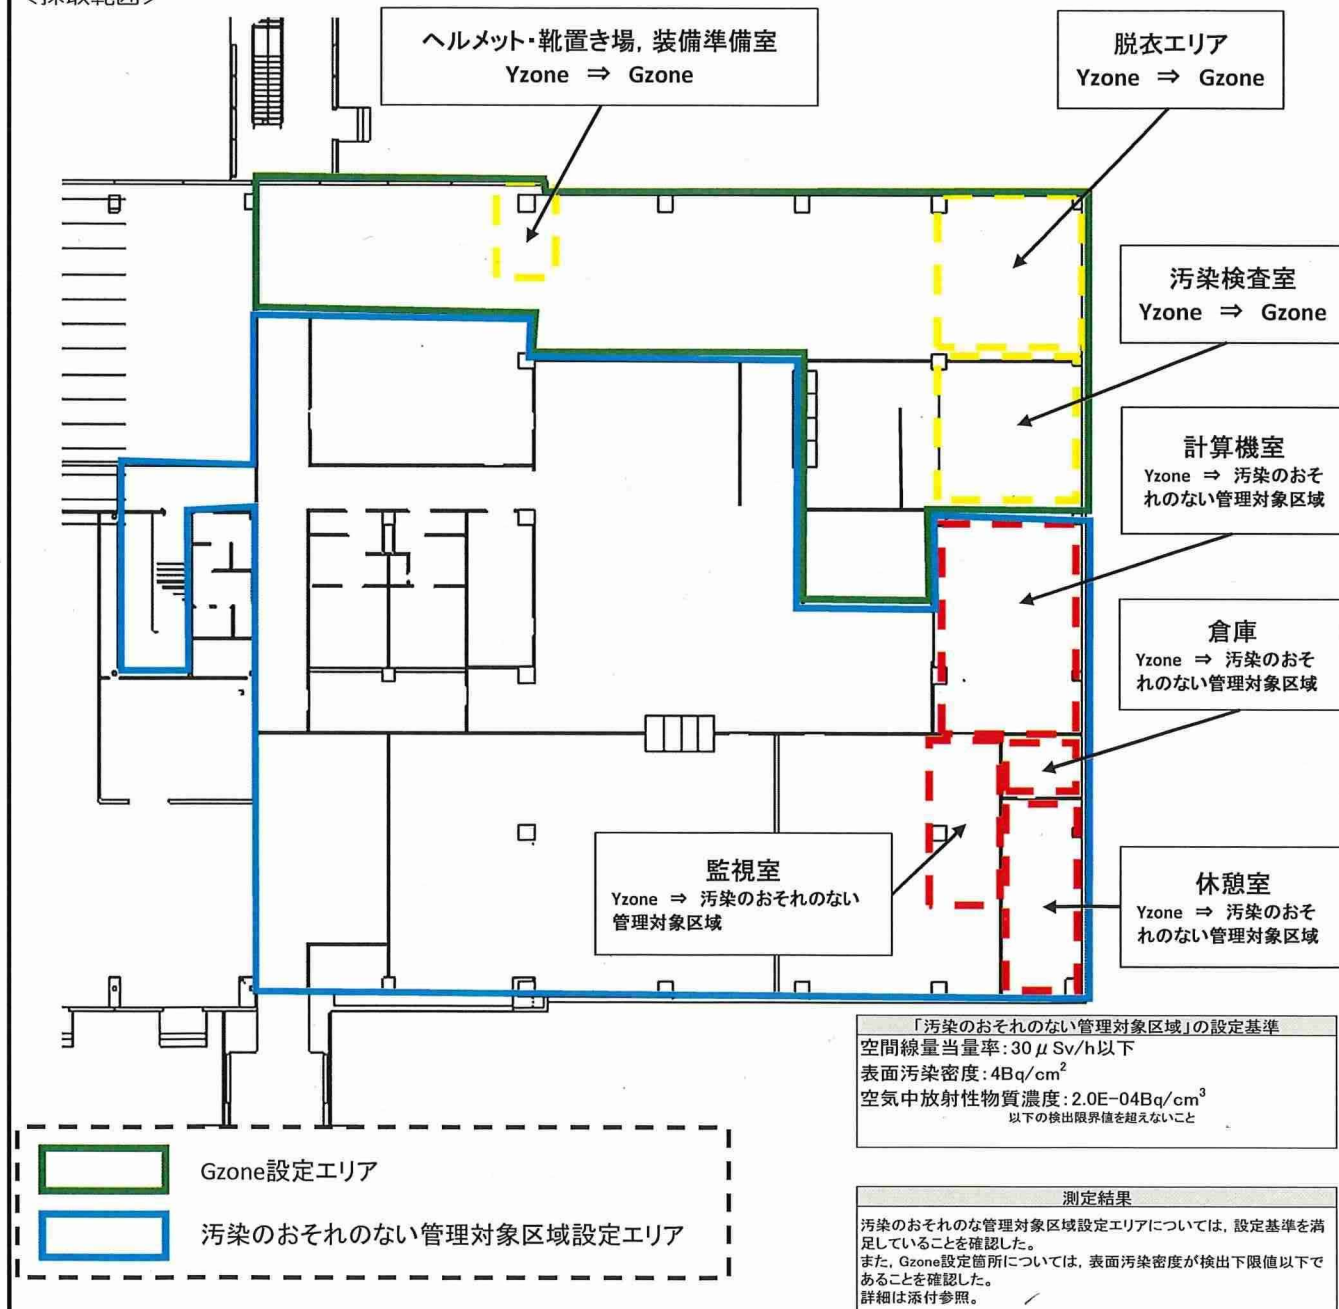 <採取範囲>
ヘルメット・靴置き場, 装備準備室
Yzone ⇒ Gzone
脱衣エリア
Yzone ⇒ Gzone
汚染検査室
Yzone ⇒ Gzone
計算機室
Yzone ⇒ 汚染のおそ
れのない管理対象区域
倉庫
Yzone ⇒ 汚染のおそ
れのない管理対象区域
監視室
Yzone ⇒ 汚染のおそれのない
管理対象区域
休憩室
Yzone ⇒ 汚染のおそ
れのない管理対象区域
「汚染のおそれのない管理対象区域」の設定基準
空間線量当量率:30μSv/h以下
表面汚染密度:4Bq/cm²
空気中放射性物質濃度:2.0E-04Bq/cm³
以下の検出限界値を超えないこと
Gzone設定エリア
汚染のおそれのない管理対象区域設定エリア
測定結果
汚染のおそれのな管理対象区域設定エリアについては, 設定基準を満
足していることを確認した。
また, Gzone設定箇所については, 表面汚染密度が検出下限値以下で
あることを確認した。
詳細は添付参照。